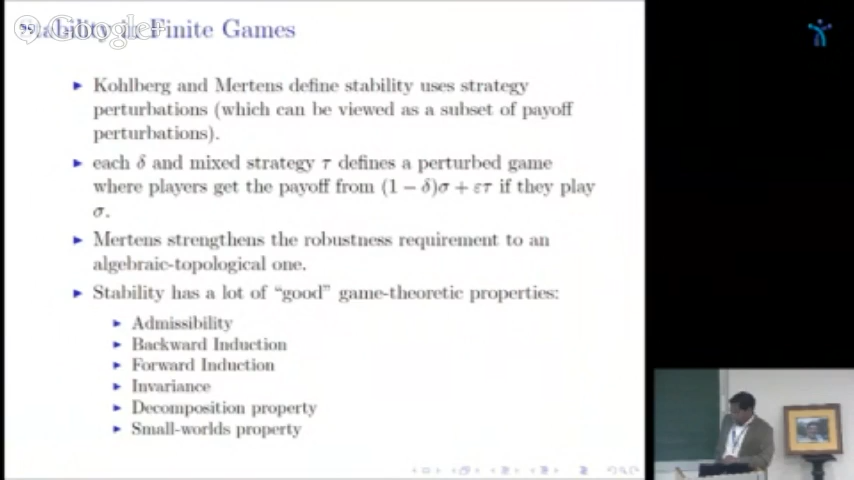 Stability in Finite Games
Google+
► Kohlberg and Mertens define stability uses strategy
perturbations (which can be viewed as a subset of payoff
perturbations).
► each δ and mixed strategy τ defines a perturbed game
where players get the payoff from (1 − δ)σ + ετ if they play
σ.
► Mertens strengthens the robustness requirement to an
algebraic-topological one.
► Stability has a lot of “good” game-theoretic properties:
► Admissibility
► Backward Induction
► Forward Induction
► Invariance
► Decomposition property
► Small-worlds property